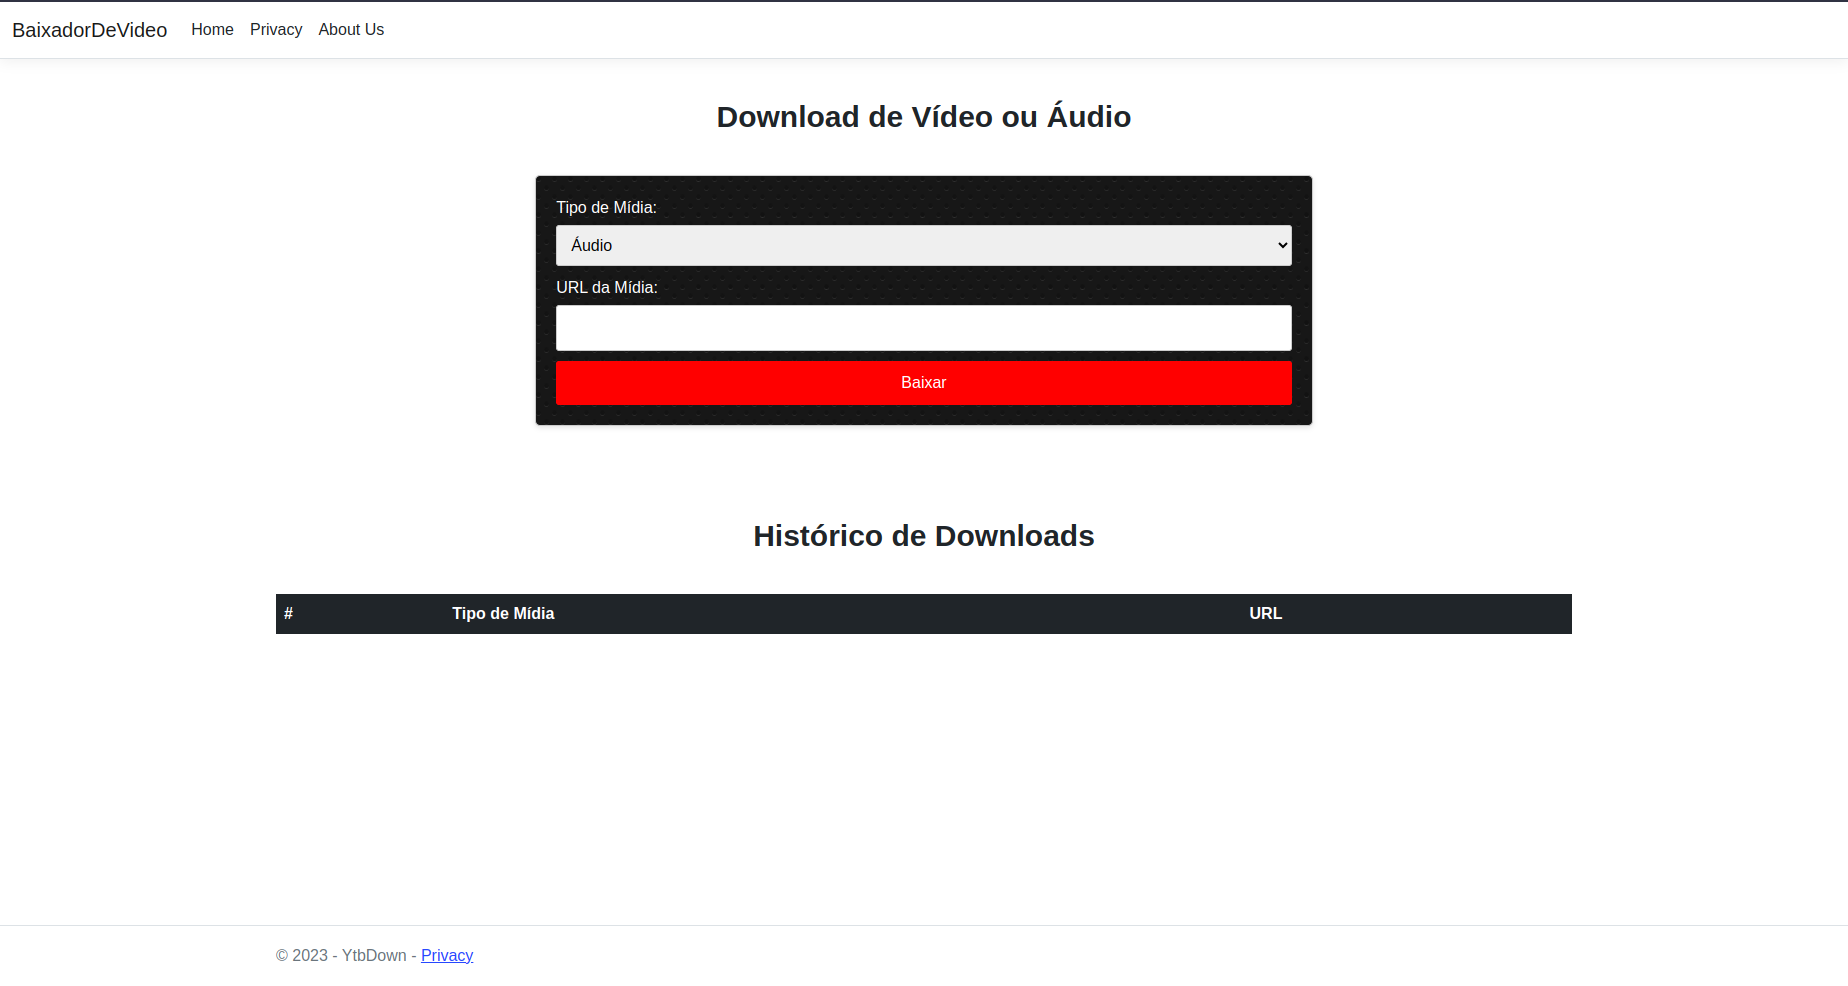 BaixadorDeVideo Home Privacy About Us
Download de Vídeo ou Áudio
Tipo de Mídia:
Áudio
URL da Mídia:
Baixar
Histórico de Downloads
# Tipo de Mídia URL
© 2023 - YtbDown - Privacy